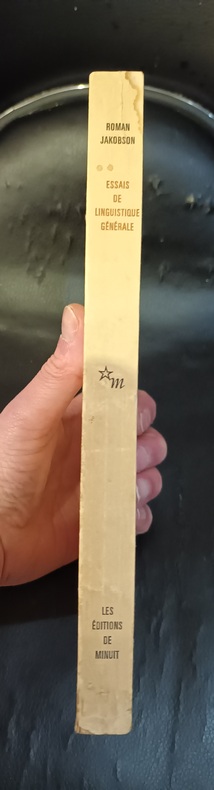 ROMAN
JAKOBSON
ESSAIS
DE
LINGUISTIQUE
GÉNÉRALE
m
LES
ÉDITIONS
DE
MINUIT